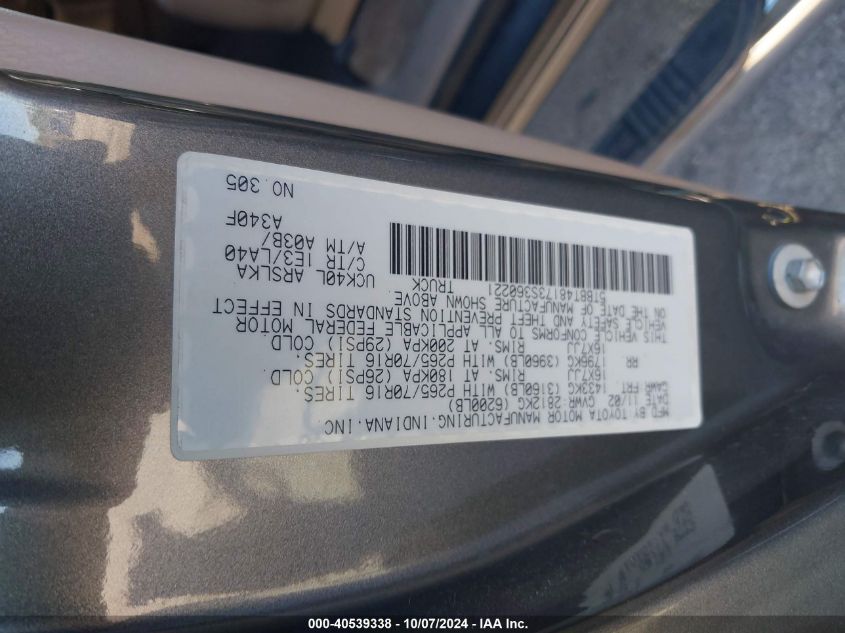 MFD BY TOYOTA MOTOR MANUFACTURING.INDIANA.INC
DATE 11/02 GVWR-2812KG (6200LB)
GAWR FRT 1433KG (3160LB) WITH P265/70R16 TIRES.
16X7JJ RIMS. AT 180KPA (26PSI) COLD
RR 1796KG (3960LB) WITH P265/70R16 TIRES.
16X7JJ RIMS. AT 200KPA (29PSI) COLD
THIS VEHICLE CONFORMS TO ALL APPLICABLE FEDERAL MOTOR
VEHICLE SAFETY AND THEFT PREVENTION STANDARDS IN EFFECT
ON THE DATE OF MANUFACTURE SHOWN ABOVE
5TBBT48173S360221 TRUCK
UCK40L ARSLKA
C/TR 1E3/LA40
A/TM A03B/
A340F
NO.305
000-40539338 - 10/07/2024 - IAA Inc.